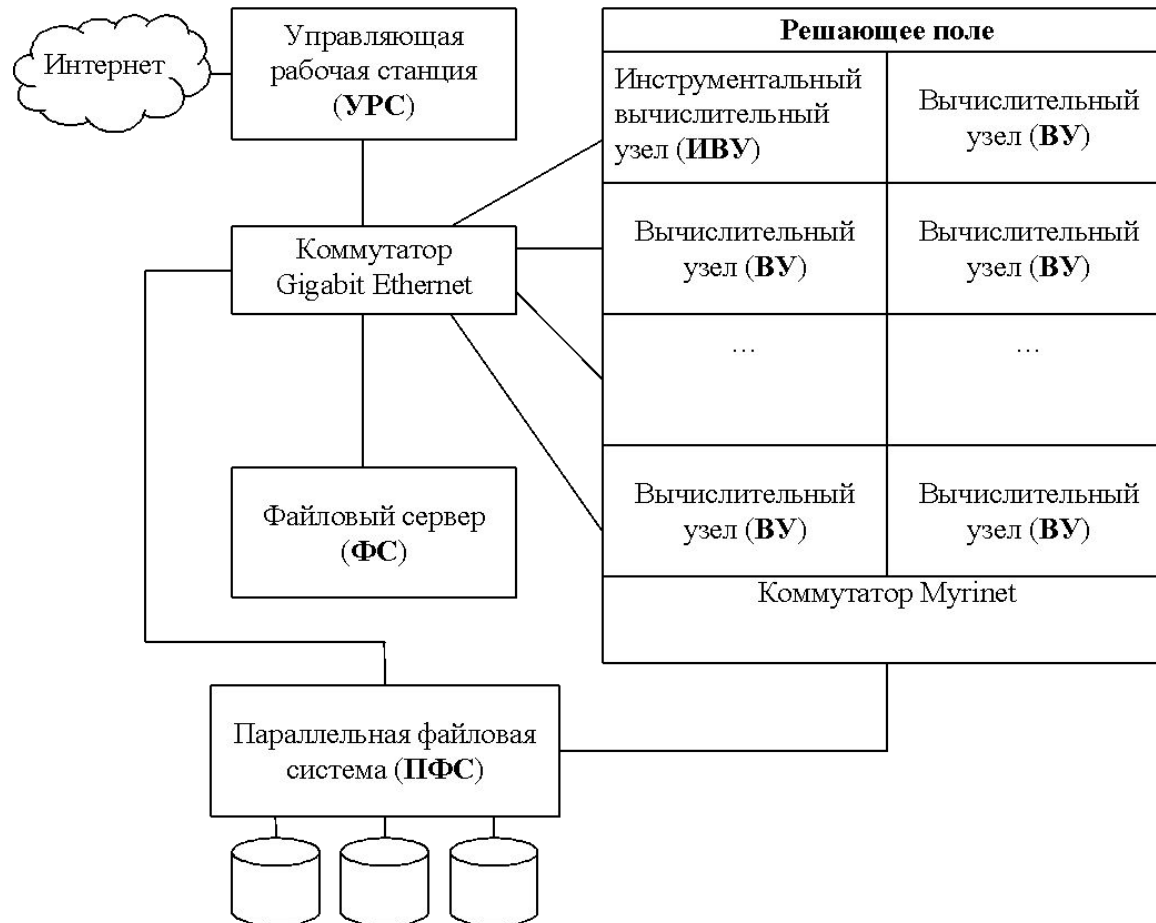 Интернет
Управляющая
рабочая станция
(УРС)
Коммутатор
Gigabit Ethernet
Файловый сервер
(ФС)
Параллельная файловая
система (ПФС)
Решающее поле
Инструментальный
вычислительный
узел (ИВУ)
Вычислительный
узел (ВУ)
Вычислительный
узел (ВУ)
Вычислительный
узел (ВУ)
...
...
Вычислительный
узел (ВУ)
Вычислительный
узел (ВУ)
Коммутатор Myrinet